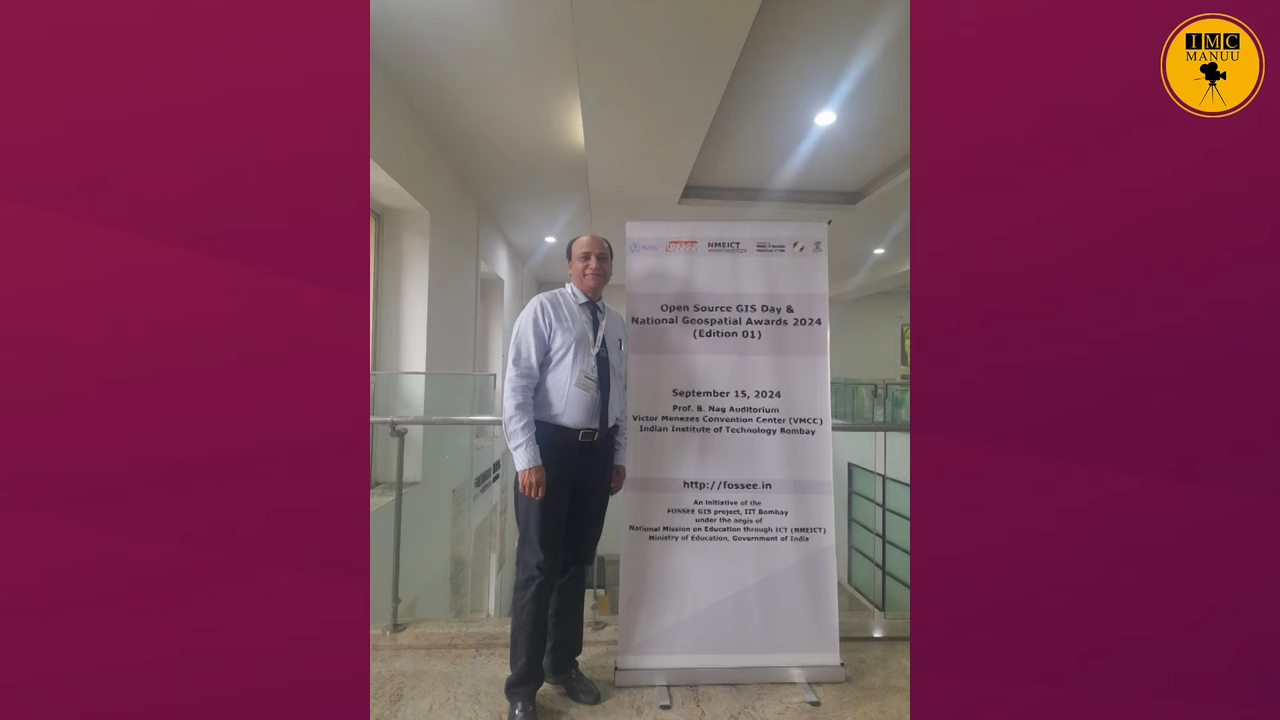 IMC
MANUU
fossee
NMEICT
Open Source GIS Day &
National Geospatial Awards 2024
(Edition 01)
September 15, 2024
Prof. B. Nag Auditorium
Victor Menezes Convention Center (VMCC)
Indian Institute of Technology Bombay
http://fossee.in
An initiative of the
FOSSEE GIS project, IIT Bombay
under the aegis of
National Mission on Education through ICT (NMEICT)
Ministry of Education, Government of India